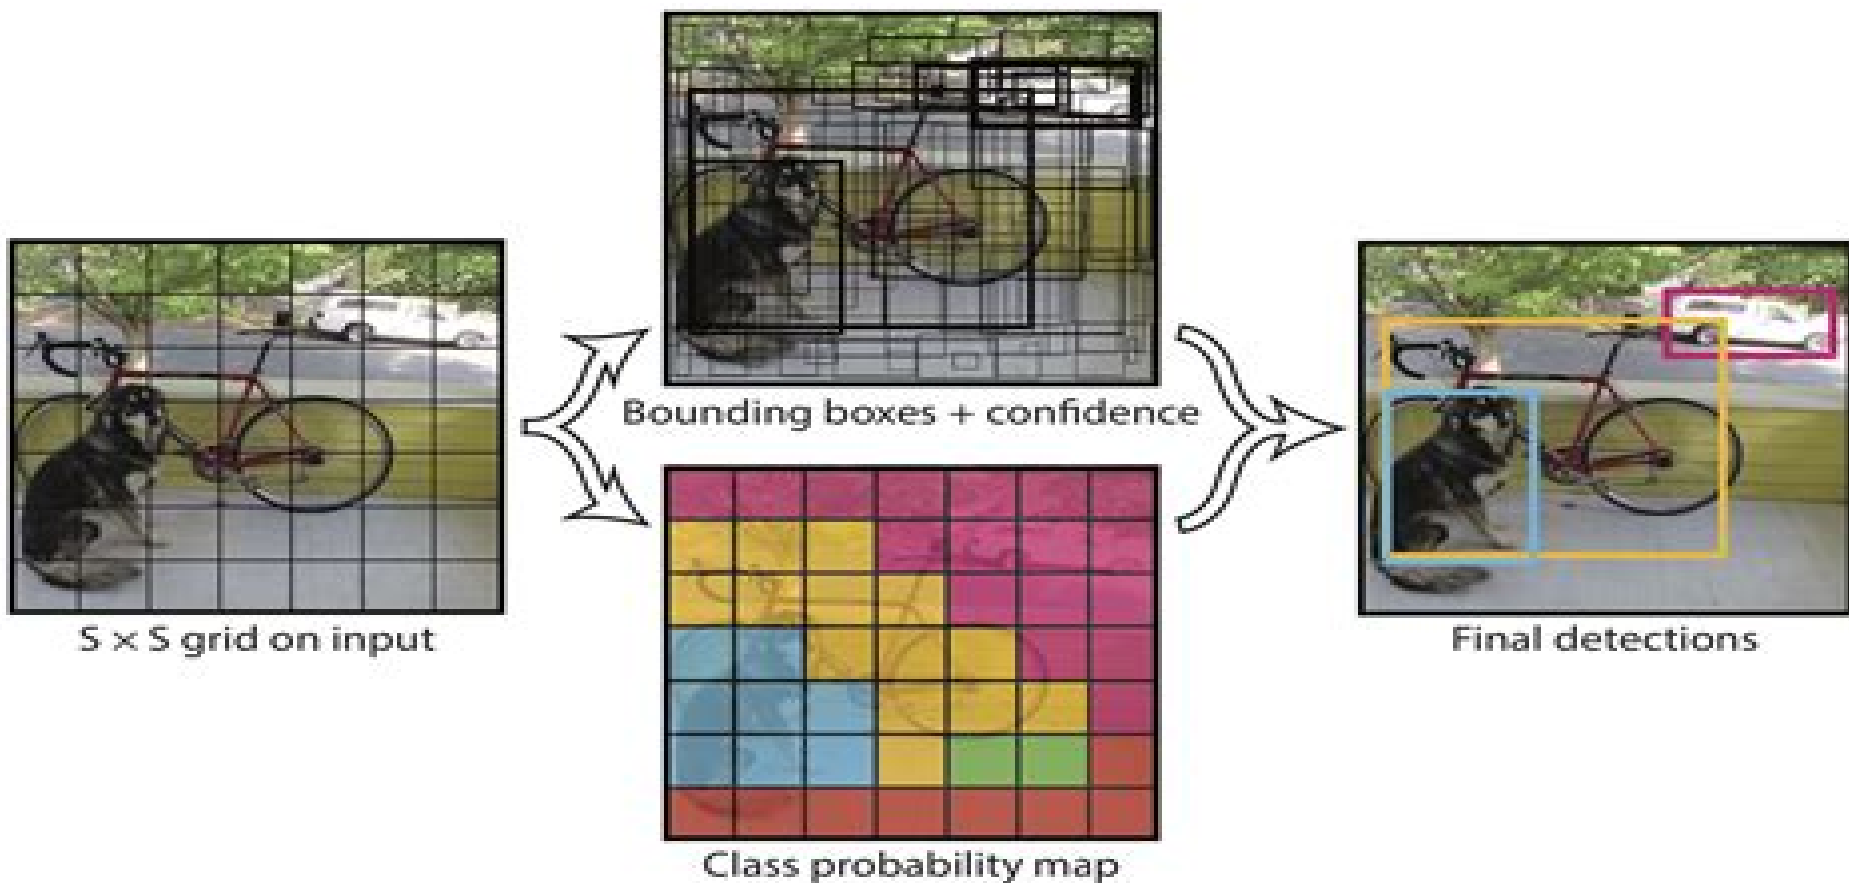 S × S grid on input
Bounding boxes + confidence
Class probability map
Final detections